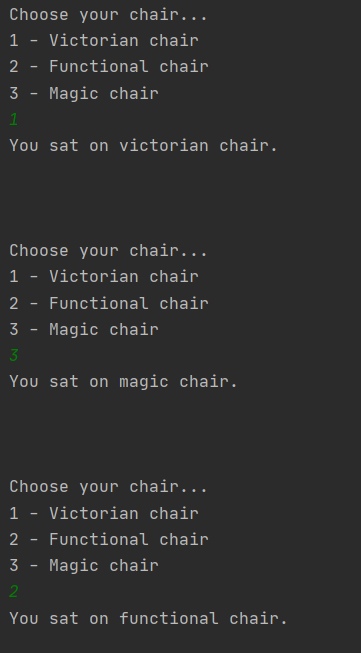 Choose your chair...
1 - Victorian chair
2 - Functional chair
3 - Magic chair
1
You sat on victorian chair.
Choose your chair...
1 - Victorian chair
2 - Functional chair
3 - Magic chair
3
You sat on magic chair.
Choose your chair...
1 - Victorian chair
2 - Functional chair
3 - Magic chair
2
You sat on functional chair.